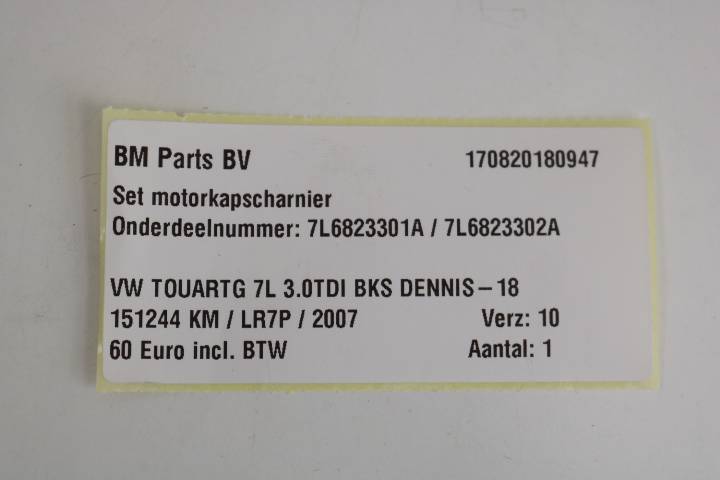 BM Parts BV 170820180947
Set motorkapscharnier
Onderdeelnummer: 7L6823301A / 7L6823302A
VW TOUARTG 7L 3.0TDI BKS DENNIS – 18
151244 KM / LR7P / 2007 Verz: 10
60 Euro incl. BTW Aantal: 1